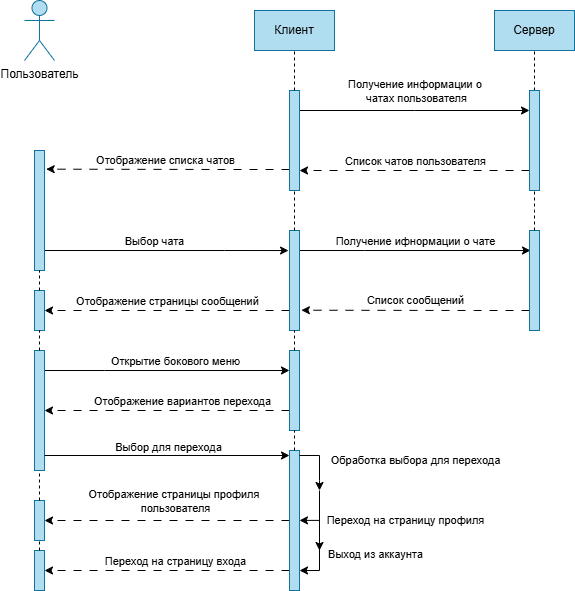 Пользователь
Клиент
Сервер
Получение информации о
чатах пользователя
Отображение списка чатов
Список чатов пользователя
Выбор чата
Получение ифнормации о чате
Отображение страницы сообщений
Список сообщений
Открытие бокового меню
Отображение вариантов перехода
Выбор для перехода
Обработка выбора для перехода
Отображение страницы профиля
пользователя
Переход на страницу профиля
Выход из аккаунта
Переход на страницу входа